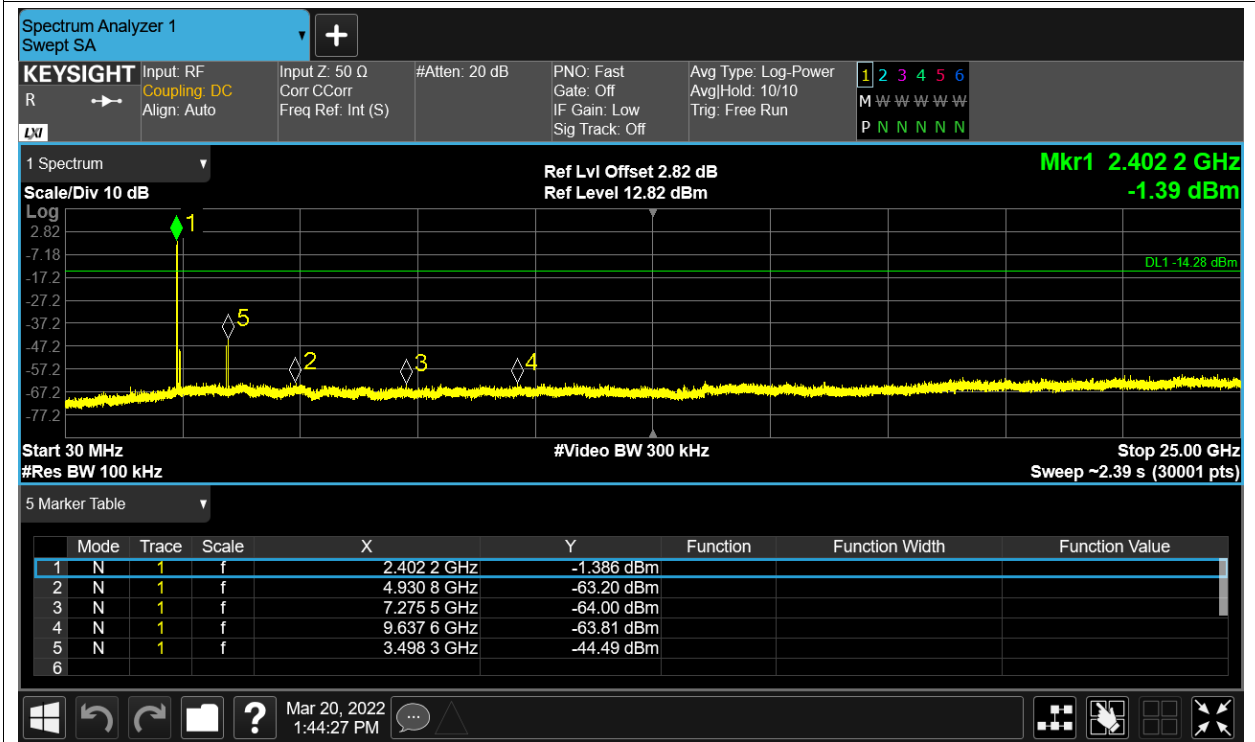 Spectrum Analyzer 1
Swept SA
KEYSIGHT
R
LXI
Input: RF
Coupling: DC
Align: Auto
Input Z: 50 Ω
Corr CCorr
Freq Ref: Int (S)
#Atten: 20 dB
PNO: Fast
Gate: Off
IF Gain: Low
Sig Track: Off
Avg Type: Log-Power
Avg|Hold: 10/10
Trig: Free Run
1 2 3 4 5 6
M W W W W W
P N N N N N
1 Spectrum
Scale/Div 10 dB
Ref Lvl Offset 2.82 dB
Ref Level 12.82 dBm
Mkr1 2.402 2 GHz
-1.39 dBm
Log
2.82
-7.18
-17.2
-27.2
-37.2
-47.2
-57.2
-67.2
-77.2
1
5
2
3
4
DL1 -14.28 dBm
Start 30 MHz #Video BW 300 kHz Stop 25.00 GHz
#Res BW 100 kHz Sweep ~2.39 s (30001 pts)
5 Marker Table
Mode Trace Scale X Y Function Function Width Function Value
1 N 1 f 2.402 2 GHz -1.386 dBm
2 N 1 f 4.930 8 GHz -63.20 dBm
3 N 1 f 7.275 5 GHz -64.00 dBm
4 N 1 f 9.637 6 GHz -63.81 dBm
5 N 1 f 3.498 3 GHz -44.49 dBm
6
?
Mar 20, 2022
1:44:27 PM